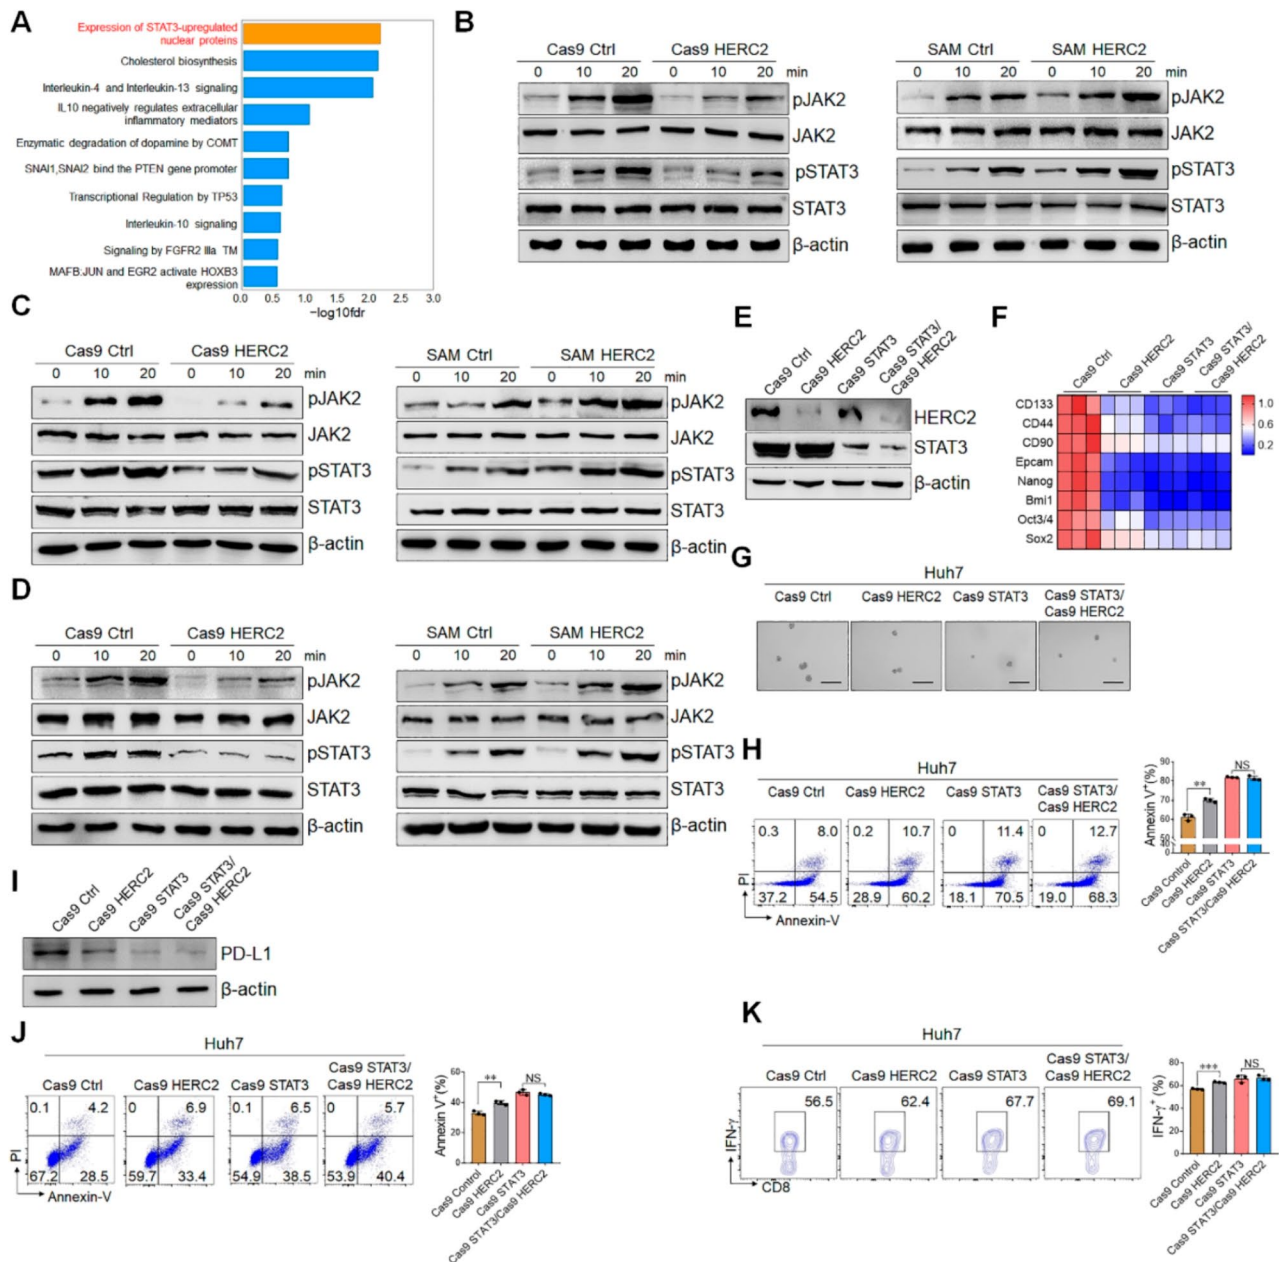 A
Expression of STAT3-upregulated
nuclear proteins
Cholesterol biosynthesis
Interleukin-4 and Interleukin-13 signaling
IL10 negatively regulates extracellular
inflammatory mediators
Enzymatic degradation of dopamine by COMT
SNAI1,SNAI2 bind the PTEN gene promoter
Transcriptional Regulation by TP53
Interleukin-10 signaling
Signaling by FGFR2 IIIa TM
MAFB:JUN and EGR2 activate HOXB3
expression
0.0 0.5 1.0 1.5 2.0 2.5 3.0
−log10fdr
B
Cas9 Ctrl Cas9 HERC2
0 10 20 0 10 20 min
pJAK2
JAK2
pSTAT3
STAT3
β-actin
SAM Ctrl SAM HERC2
0 10 20 0 10 20 min
pJAK2
JAK2
pSTAT3
STAT3
β-actin
C
Cas9 Ctrl Cas9 HERC2
0 10 20 0 10 20 min
pJAK2
JAK2
pSTAT3
STAT3
β-actin
SAM Ctrl SAM HERC2
0 10 20 0 10 20 min
pJAK2
JAK2
pSTAT3
STAT3
β-actin
D
Cas9 Ctrl Cas9 HERC2
0 10 20 0 10 20 min
pJAK2
JAK2
pSTAT3
STAT3
β-actin
SAM Ctrl SAM HERC2
0 10 20 0 10 20 min
pJAK2
JAK2
pSTAT3
STAT3
β-actin
E
Cas9 Ctrl
Cas9 HERC2
Cas9 STAT3
Cas9 STAT3/
Cas9 HERC2
HERC2
STAT3
β-actin
F
Cas9 Ctrl
Cas9 HERC2
Cas9 STAT3
Cas9 STAT3/
Cas9 HERC2
CD133
CD44
CD90
Epcam
Nanog
Bmi1
Oct3/4
Sox2
1.0
0.6
0.2
G
Huh7
Cas9 Ctrl Cas9 HERC2 Cas9 STAT3 Cas9 STAT3/
Cas9 HERC2
H
Huh7
Cas9 Ctrl Cas9 HERC2 Cas9 STAT3 Cas9 STAT3/
Cas9 HERC2
0.3 8.0 0.2 10.7 0 11.4 0 12.7
37.2 54.5 28.9 60.2 18.1 70.5 19.0 68.3
PI
Annexin-V
Annexin V+(%)
90
80
70
60
50
40
0
** NS
Cas9 Control
Cas9 HERC2
Cas9 STAT3
Cas9 STAT3/Cas9 HERC2
I
Cas9 Ctrl
Cas9 HERC2
Cas9 STAT3
Cas9 STAT3/
Cas9 HERC2
PD-L1
β-actin
J
Huh7
Cas9 Ctrl Cas9 HERC2 Cas9 STAT3 Cas9 STAT3/
Cas9 HERC2
0.1 4.2 0 6.9 0.1 6.5 0 5.7
67.2 28.5 59.7 33.4 54.9 38.5 53.9 40.4
PI
Annexin-V
Annexin V+(%)
60
40
20
0
** NS
Cas9 Control
Cas9 HERC2
Cas9 STAT3
Cas9 STAT3/Cas9 HERC2
K
Huh7
Cas9 Ctrl Cas9 HERC2 Cas9 STAT3 Cas9 STAT3/
Cas9 HERC2
56.5 62.4 67.7 69.1
IFN-γ
CD8
IFN-γ+ (%)
80
60
40
20
0
*** NS
Cas9 Control
Cas9 HERC2
Cas9 STAT3
Cas9 STAT3/Cas9 HERC2